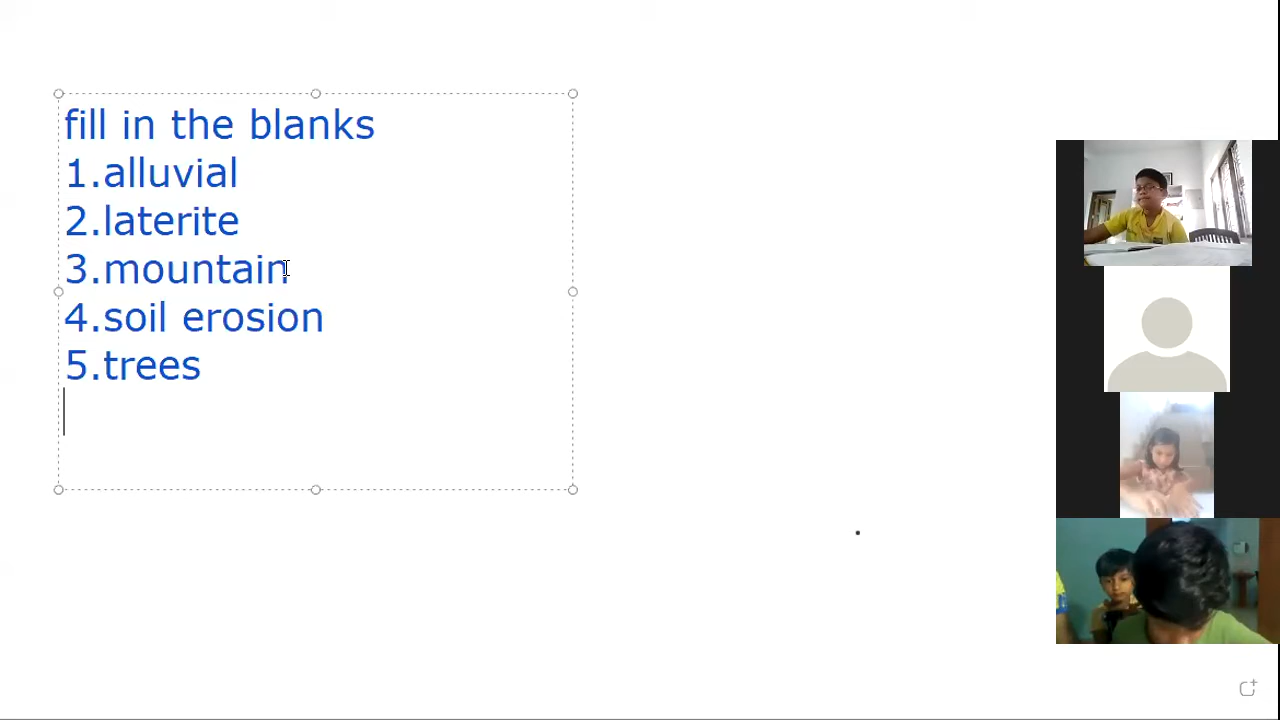 fill in the blanks
1.alluvial
2.laterite
3.mountain
4.soil erosion
5.trees